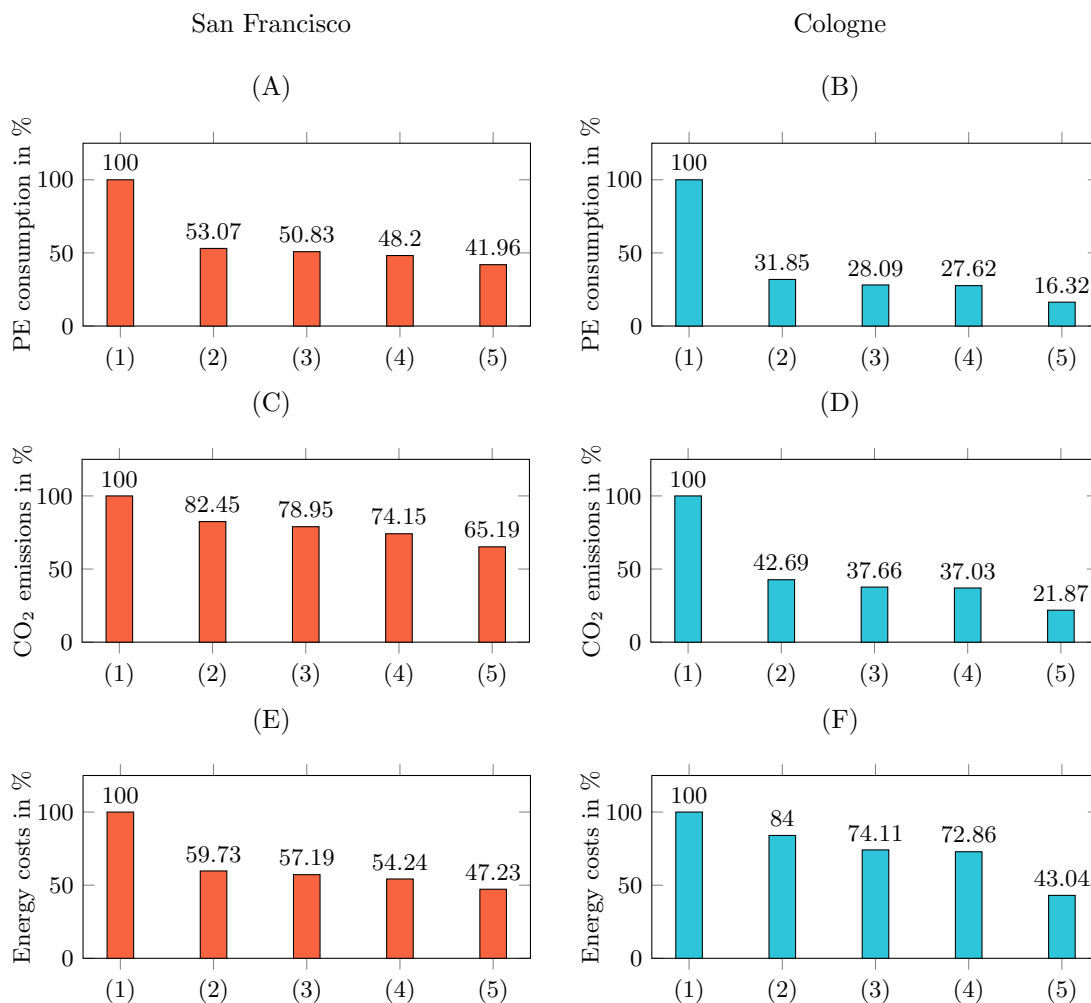 San Francisco
Cologne
(A)
(B)
PE consumption in %
100
50
0
100
53.07
50.83
48.2
41.96
(1) (2) (3) (4) (5)
PE consumption in %
100
50
0
100
31.85
28.09
27.62
16.32
(1) (2) (3) (4) (5)
(C)
(D)
CO₂ emissions in %
100
50
0
100
82.45
78.95
74.15
65.19
(1) (2) (3) (4) (5)
CO₂ emissions in %
100
50
0
100
42.69
37.66
37.03
21.87
(1) (2) (3) (4) (5)
(E)
(F)
Energy costs in %
100
50
0
100
59.73
57.19
54.24
47.23
(1) (2) (3) (4) (5)
Energy costs in %
100
50
0
100
84
74.11
72.86
43.04
(1) (2) (3) (4) (5)